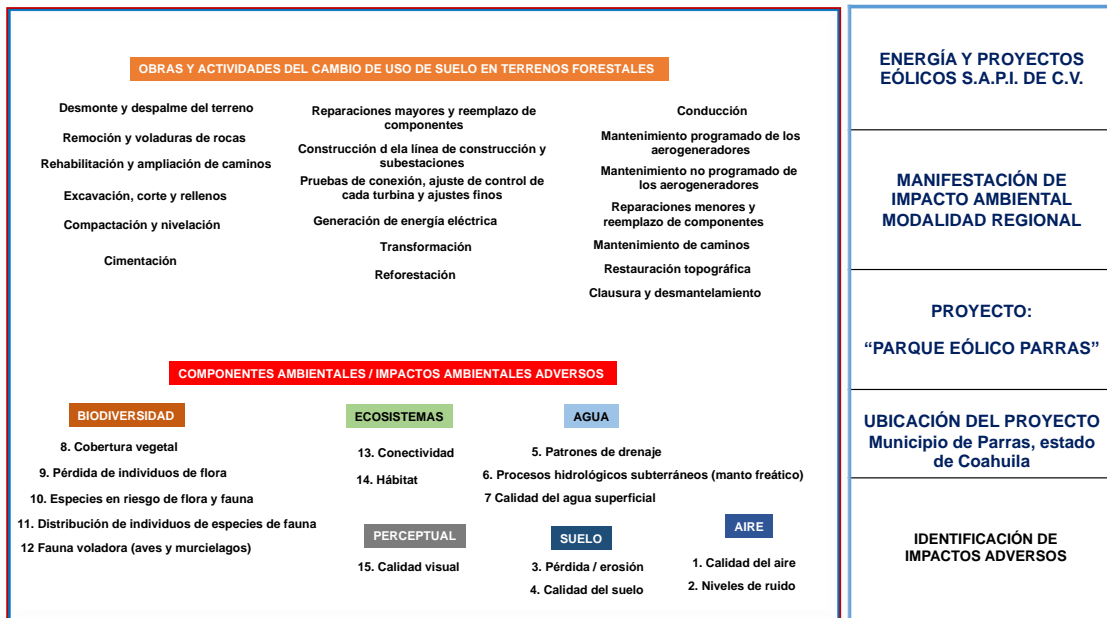 OBRAS Y ACTIVIDADES DEL CAMBIO DE USO DE SUELO EN TERRENOS FORESTALES
Desmonte y despalme del terreno
Remoción y voladuras de rocas
Rehabilitación y ampliación de caminos
Excavación, corte y rellenos
Compactación y nivelación
Cimentación
Reparaciones mayores y reemplazo de
componentes
Construcción d ela línea de construcción y
subestaciones
Pruebas de conexión, ajuste de control de
cada turbina y ajustes finos
Generación de energía eléctrica
Transformación
Reforestación
Conducción
Mantenimiento programado de los
aerogeneradores
Mantenimiento no programado de
los aerogeneradores
Reparaciones menores y
reemplazo de componentes
Mantenimiento de caminos
Restauración topográfica
Clausura y desmantelamiento
COMPONENTES AMBIENTALES / IMPACTOS AMBIENTALES ADVERSOS
BIODIVERSIDAD
8. Cobertura vegetal
9. Pérdida de individuos de flora
10. Especies en riesgo de flora y fauna
11. Distribución de individuos de especies de fauna
12 Fauna voladora (aves y murcielagos)
ECOSISTEMAS
13. Conectividad
14. Hábitat
AGUA
5. Patrones de drenaje
6. Procesos hidrológicos subterráneos (manto freático)
7 Calidad del agua superficial
PERCEPTUAL
15. Calidad visual
SUELO
3. Pérdida / erosión
4. Calidad del suelo
AIRE
1. Calidad del aire
2. Niveles de ruido
ENERGÍA Y PROYECTOS
EÓLICOS S.A.P.I. DE C.V.
MANIFESTACIÓN DE
IMPACTO AMBIENTAL
MODALIDAD REGIONAL
PROYECTO:
“PARQUE EÓLICO PARRAS”
UBICACIÓN DEL PROYECTO
Municipio de Parras, estado
de Coahuila
IDENTIFICACIÓN DE
IMPACTOS ADVERSOS